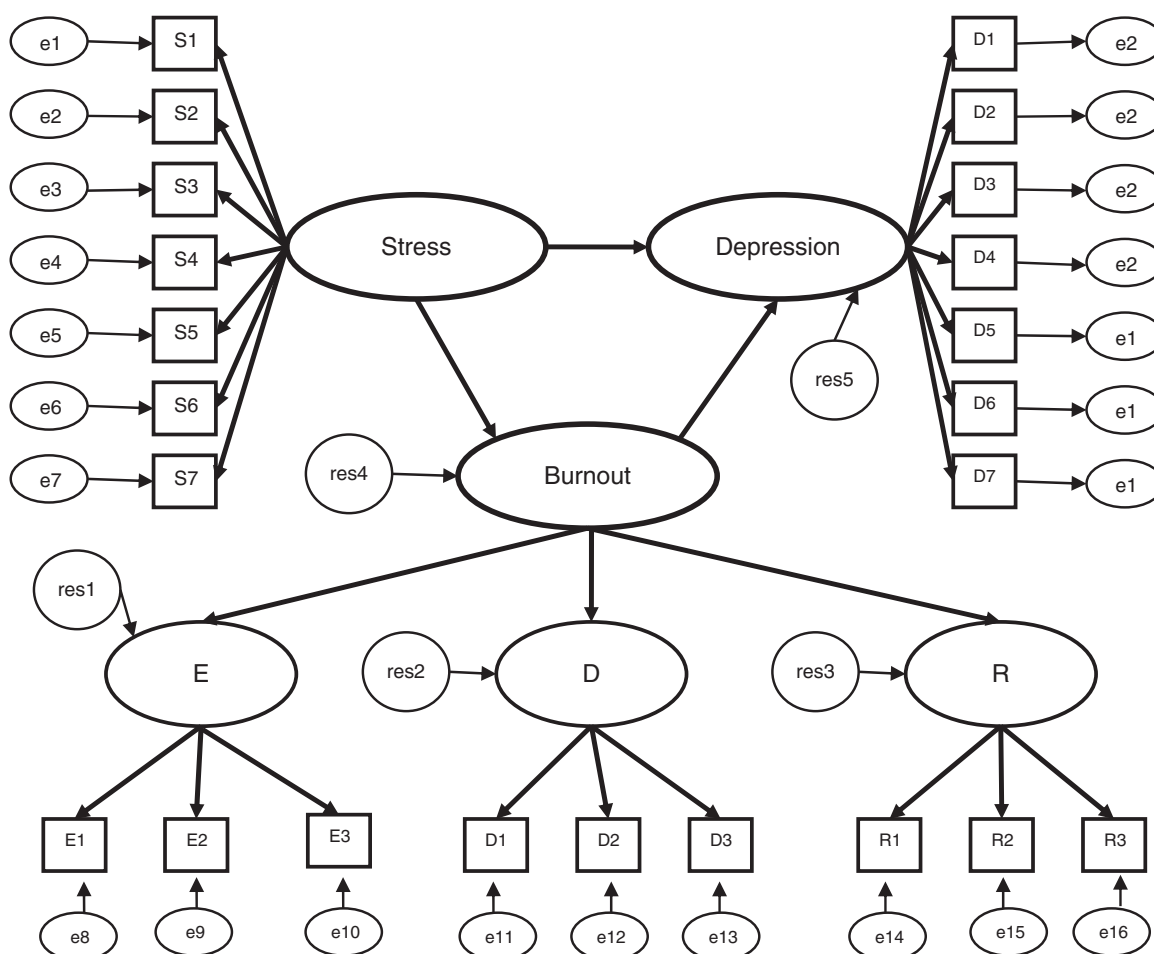 e1 S1 D1 e2
e2 S2 D2 e2
e3 S3 D3 e2
e4 S4 Stress Depression D4 e2
e5 S5 D5 e1
res5
e6 S6 D6 e1
e7 S7 res4 Burnout D7 e1
res1
E res2 D res3 R
E1 E2 E3 D1 D2 D3 R1 R2 R3
e8 e9 e10 e11 e12 e13 e14 e15 e16